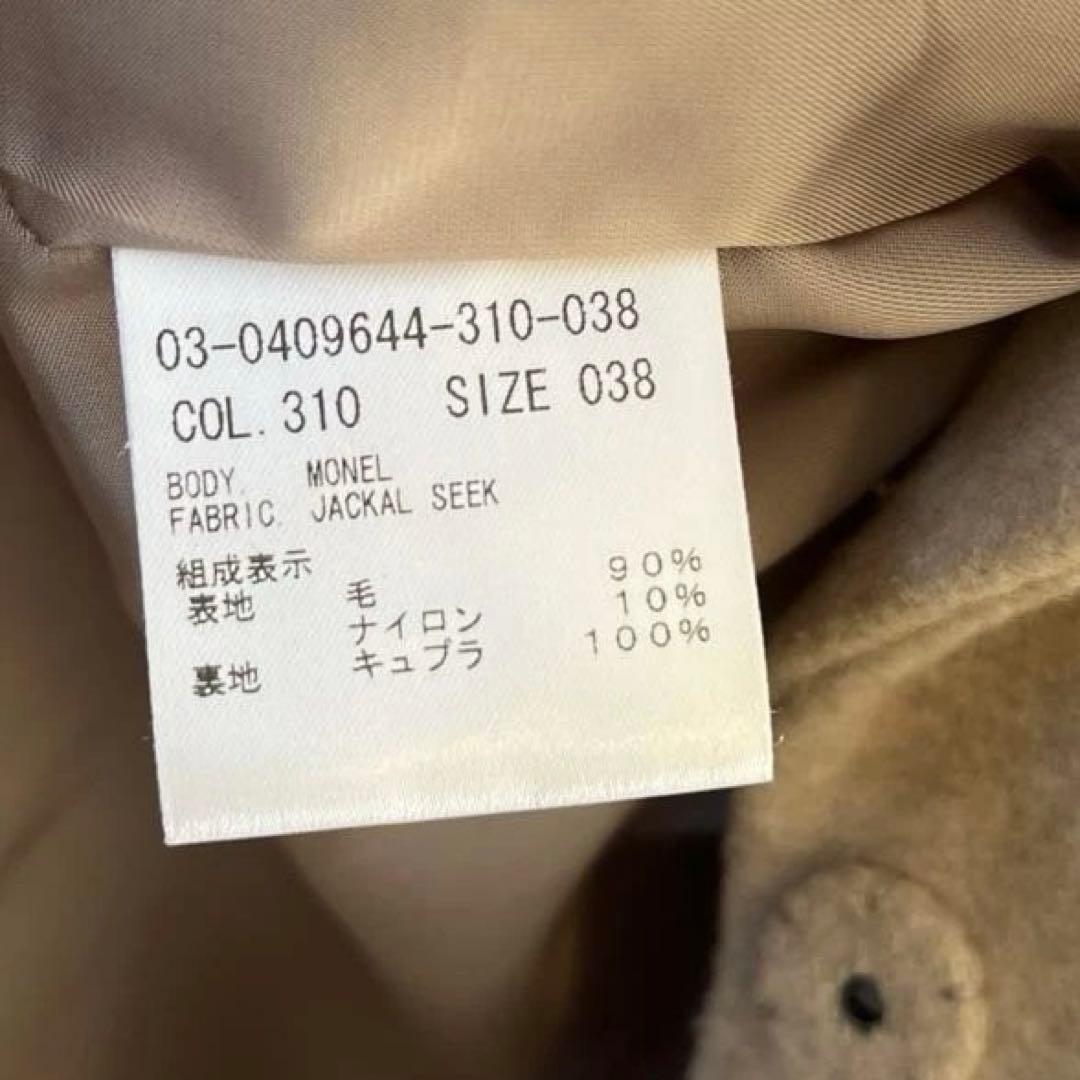 03-0409644-310-038
COL. 310 SIZE 038
BODY. MONEL
FABRIC. JACKAL SEEK
組成表示
表地 毛 90%
ナイロン 10%
裏地 キュプラ 100%